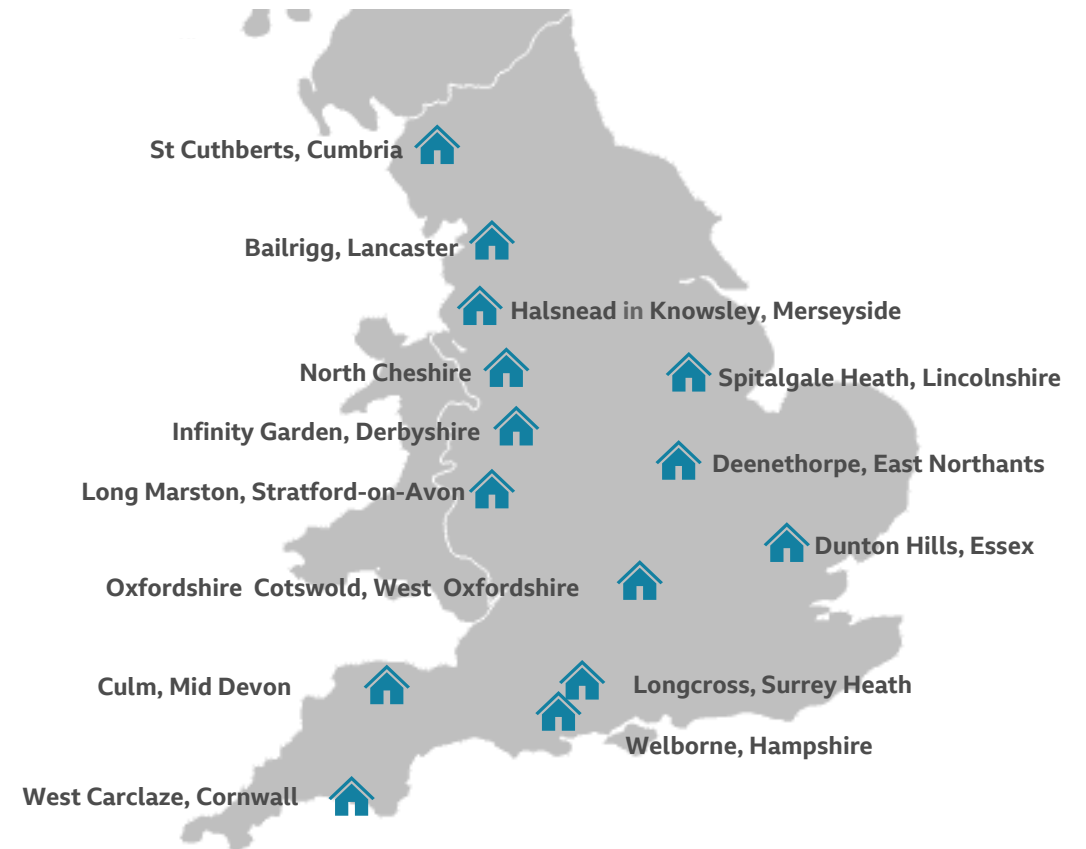 St Cuthberts, Cumbria
Bailrigg, Lancaster
Halsnead in Knowsley, Merseyside
North Cheshire
Spitalgale Heath, Lincolnshire
Infinity Garden, Derbyshire
Deenethorpe, East Northants
Long Marston, Stratford-on-Avon
Dunton Hills, Essex
Oxfordshire Cotswold, West Oxfordshire
Culm, Mid Devon
Longcross, Surrey Heath
Welborne, Hampshire
West Carclaze, Cornwall